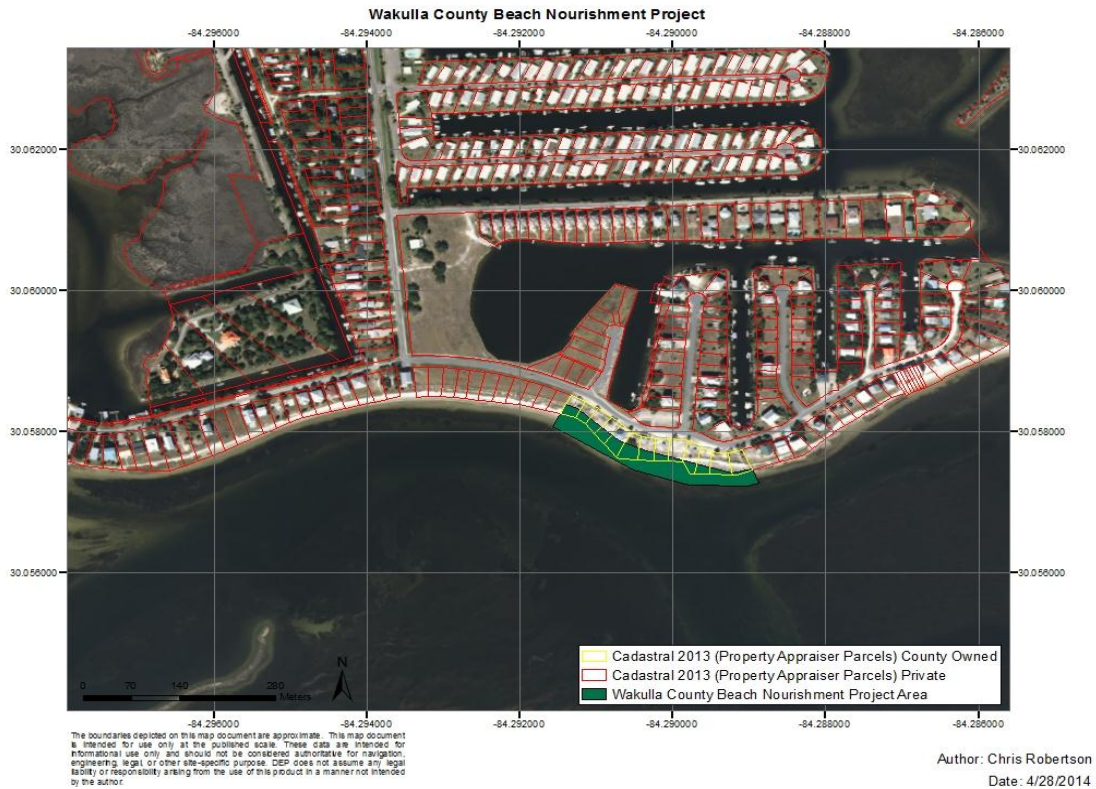 Wakulla County Beach Nourishment Project
-84.296000 -84.294000 -84.292000 -84.290000 -84.288000 -84.286000
30.062000 30.062000
30.060000 30.060000
30.058000 30.058000
30.056000 30.056000
Cadastral 2013 (Property Appraiser Parcels) County Owned
Cadastral 2013 (Property Appraiser Parcels) Private
Wakulla County Beach Nourishment Project Area
N
0 70 140 280
Meters
-84.296000 -84.294000 -84.292000 -84.290000 -84.288000 -84.286000
The boundaries depicted on this map document are approximate. This map document
is intended for use only at the published scale. These data are intended for
informational use only and should not be considered authoritative for navigation,
engineering, legal, or other site-specific purpose. DEP does not assume any legal
liability or responsibility arising from the use of this product in a manner not intended
by the author.
Author: Chris Robertson
Date: 4/28/2014